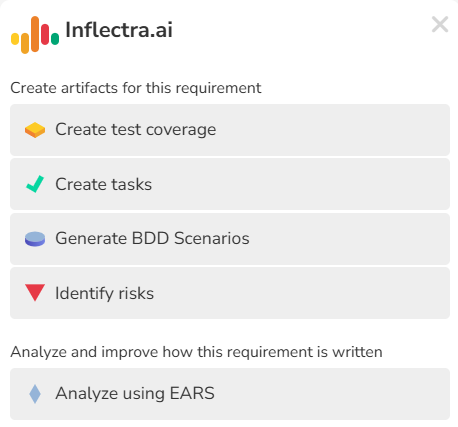 Inflectra.ai
Create artifacts for this requirement
Create test coverage
Create tasks
Generate BDD Scenarios
Identify risks
Analyze and improve how this requirement is written
Analyze using EARS